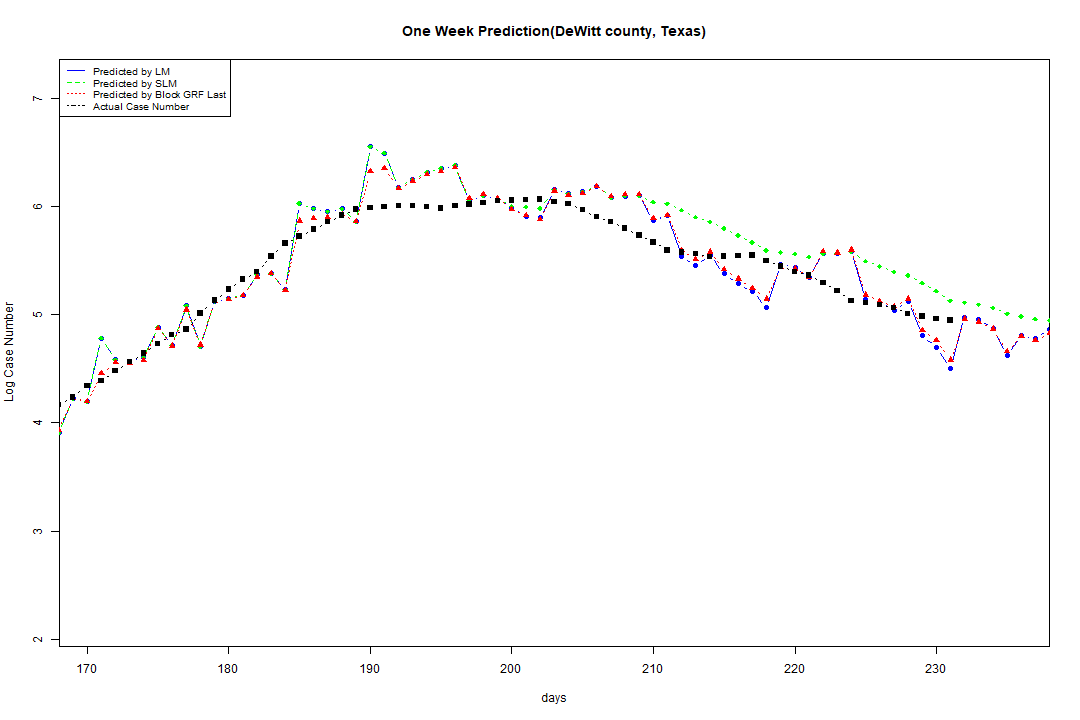 One Week Prediction(DeWitt county, Texas)
Predicted by LM
Predicted by SLM
Predicted by Block GRF Last
Actual Case Number
7
6
5
4
3
2
Log Case Number
170 180 190 200 210 220 230
days